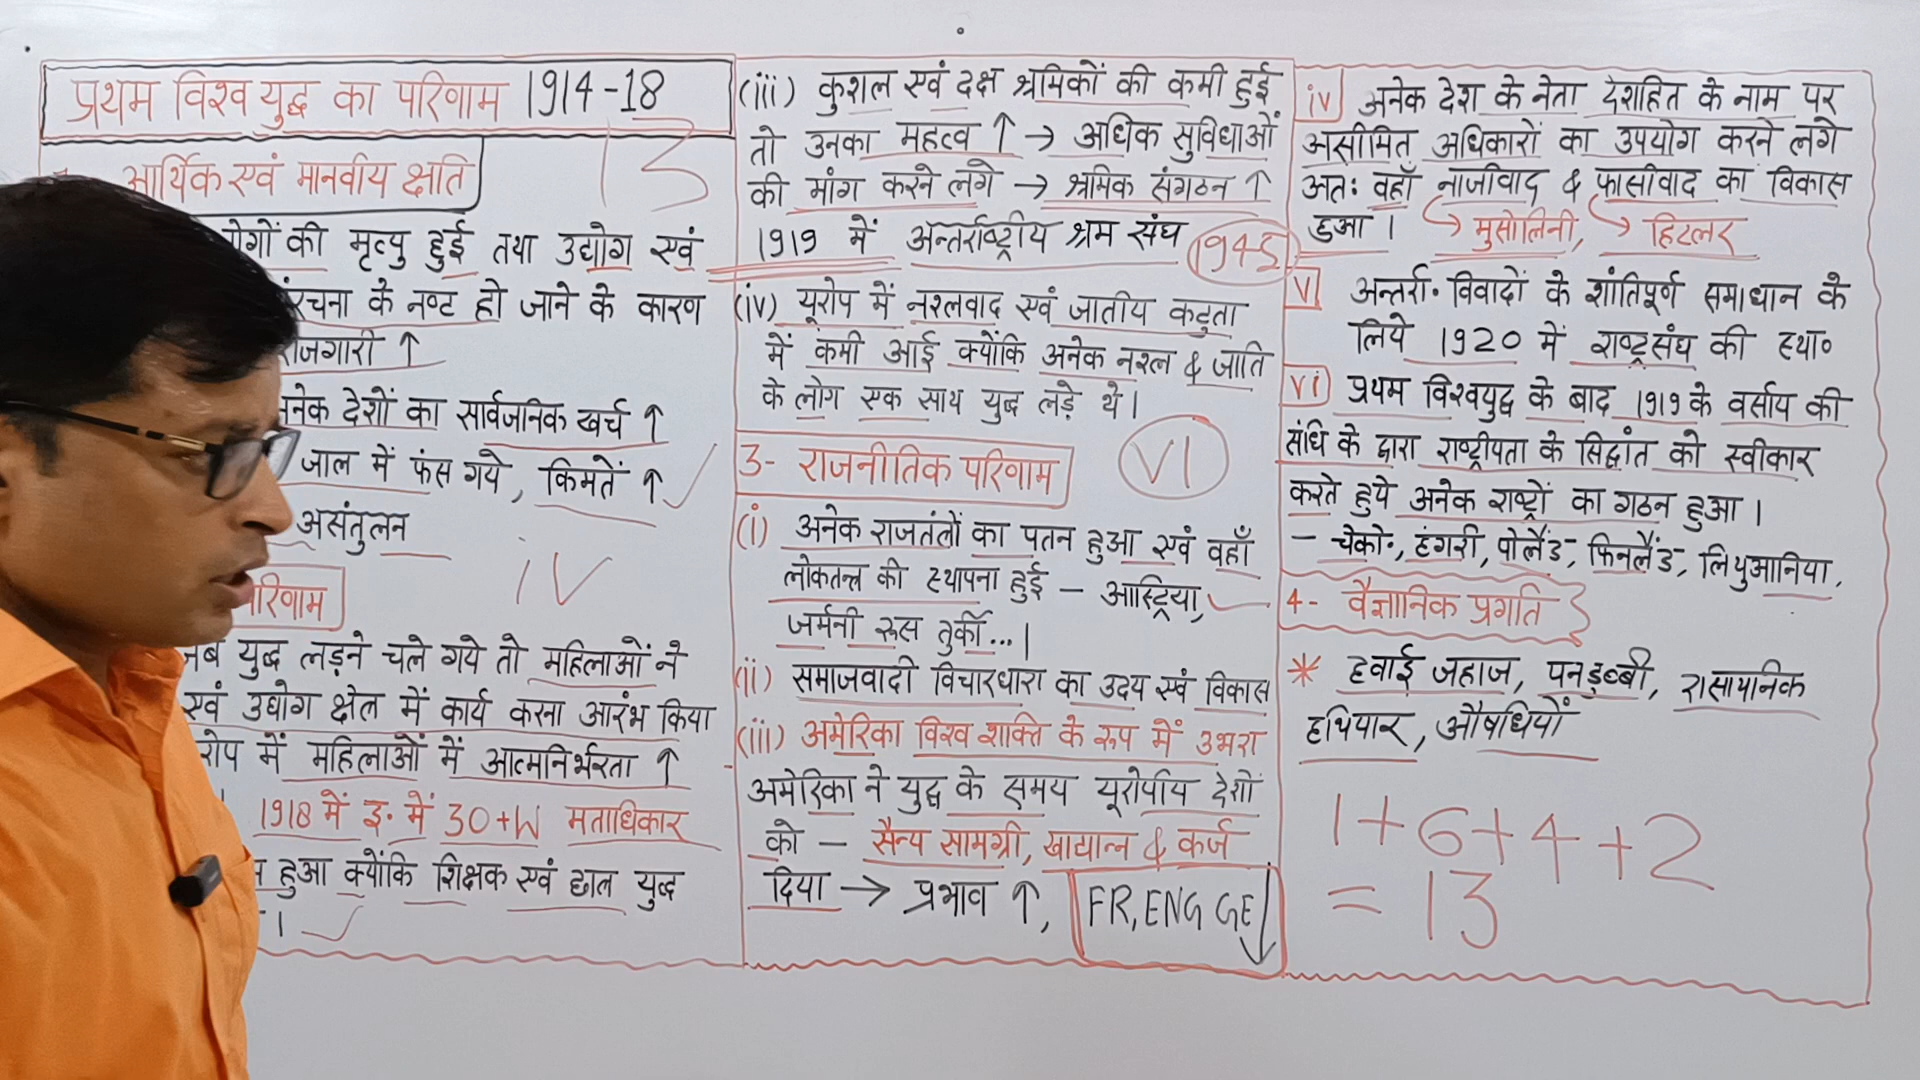 प्रथम विश्व युद्ध का परिणाम 1914-18
13
आर्थिक एवं मानवीय क्षति
की मृत्यु हुई तथा उद्योग एवं
के नष्ट हो जाने के कारण
↑
देशों का सार्वजनिक खर्च ↑
जाल में फंस गये, किमतें ↑
असंतुलन
iv
परिणाम
युद्ध लड़ने चले गये तो महिलाओं ने
एवं उद्योग क्षेत्र में कार्य करना आरंभ किया
में महिलाओं में आत्मनिर्भरता ↑
1918 में इ॰ में 30+W मताधिकार
हुआ क्योंकि शिक्षक एवं छात्र युद्ध
।
(iii) कुशल एवं दक्ष श्रमिकों की कमी हुई
तो उनका महत्व ↑ → अधिक सुविधाओं
की मांग करने लगे → श्रमिक संगठन ↑
1919 में अन्तर्राष्ट्रीय श्रम संघ 1945
(iv) यूरोप में नश्लवाद एवं जातीय कटुता
में कमी आई क्योंकि अनेक नश्ल & जाति
के लोग एक साथ युद्ध लड़े थे।
3- राजनीतिक परिणाम
VI
(i) अनेक राजतंत्रों का पतन हुआ एवं वहाँ
लोकतन्त्र की स्थापना हुई – आस्ट्रिया,
जर्मनी रूस तुर्की...।
(ii) समाजवादी विचारधारा का उदय एवं विकास
(iii) अमेरिका विश्व शक्ति के रूप में उभरा
अमेरिका ने युद्ध के समय यूरोपीय देशों
को – सैन्य सामग्री, खाद्यान्न & कर्ज
दिया → प्रभाव ↑, FR, ENG GE ↓
iv अनेक देश के नेता देशहित के नाम पर
असीमित अधिकारों का उपयोग करने लगे
अतः वहाँ नाजीवाद & फासीवाद का विकास
हुआ। → मुसोलिनी, → हिटलर
v अन्तर्रा॰ विवादों के शांतिपूर्ण समाधान के
लिये 1920 में राष्ट्रसंघ की स्था॰
vi प्रथम विश्वयुद्ध के बाद 1919 के वर्साय की
संधि के द्वारा राष्ट्रीयता के सिद्धांत को स्वीकार
करते हुये अनेक राष्ट्रों का गठन हुआ।
– चेको॰, हंगरी, पोलैंड, फिनलैंड, लिथुआनिया,
4- वैज्ञानिक प्रगति
* हवाई जहाज, पनडुब्बी, रासायनिक
हथियार, औषधियों
1+6+4+2
= 13